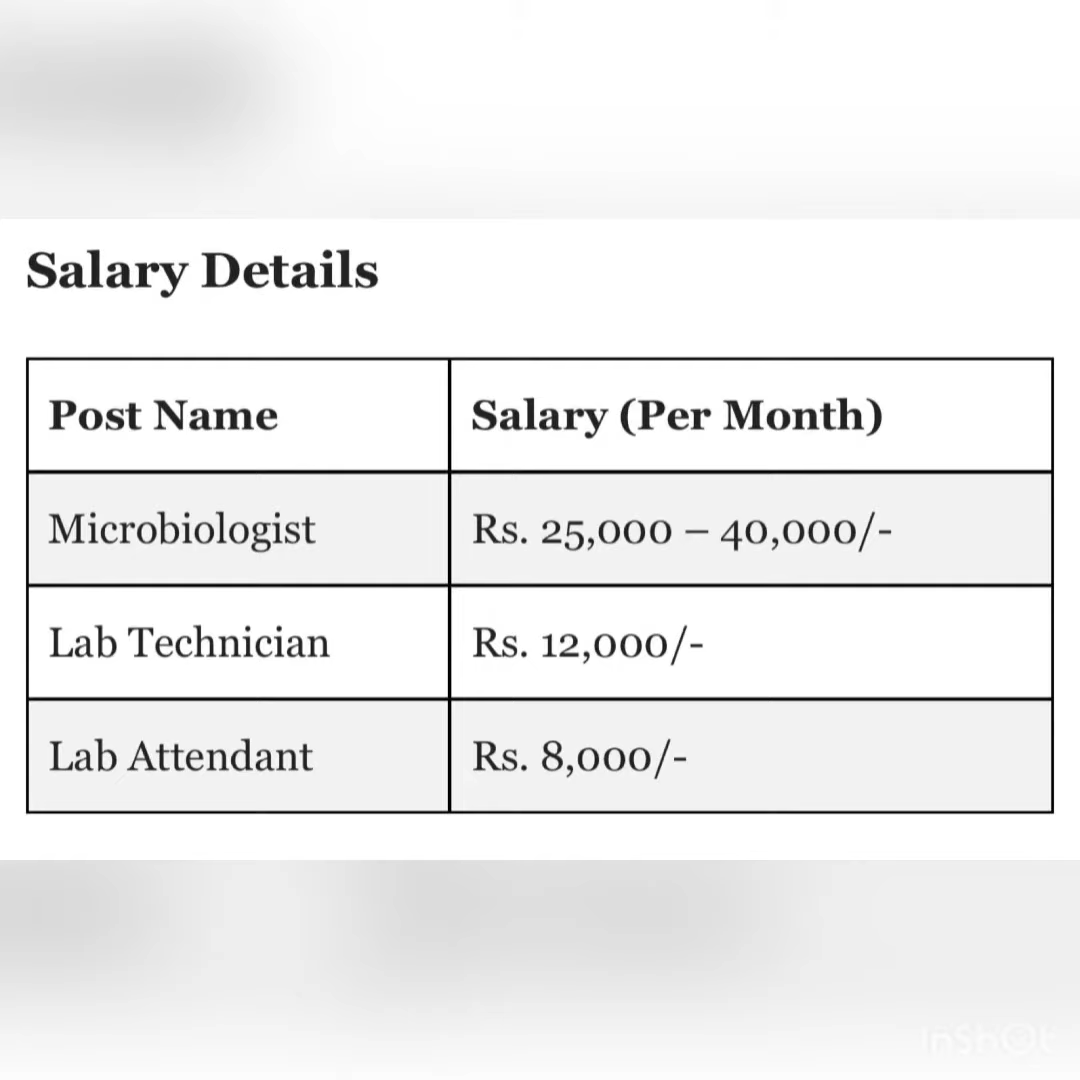 Salary Details
Post Name Salary (Per Month)
Microbiologist Rs. 25,000 – 40,000/-
Lab Technician Rs. 12,000/-
Lab Attendant Rs. 8,000/-
InShOt